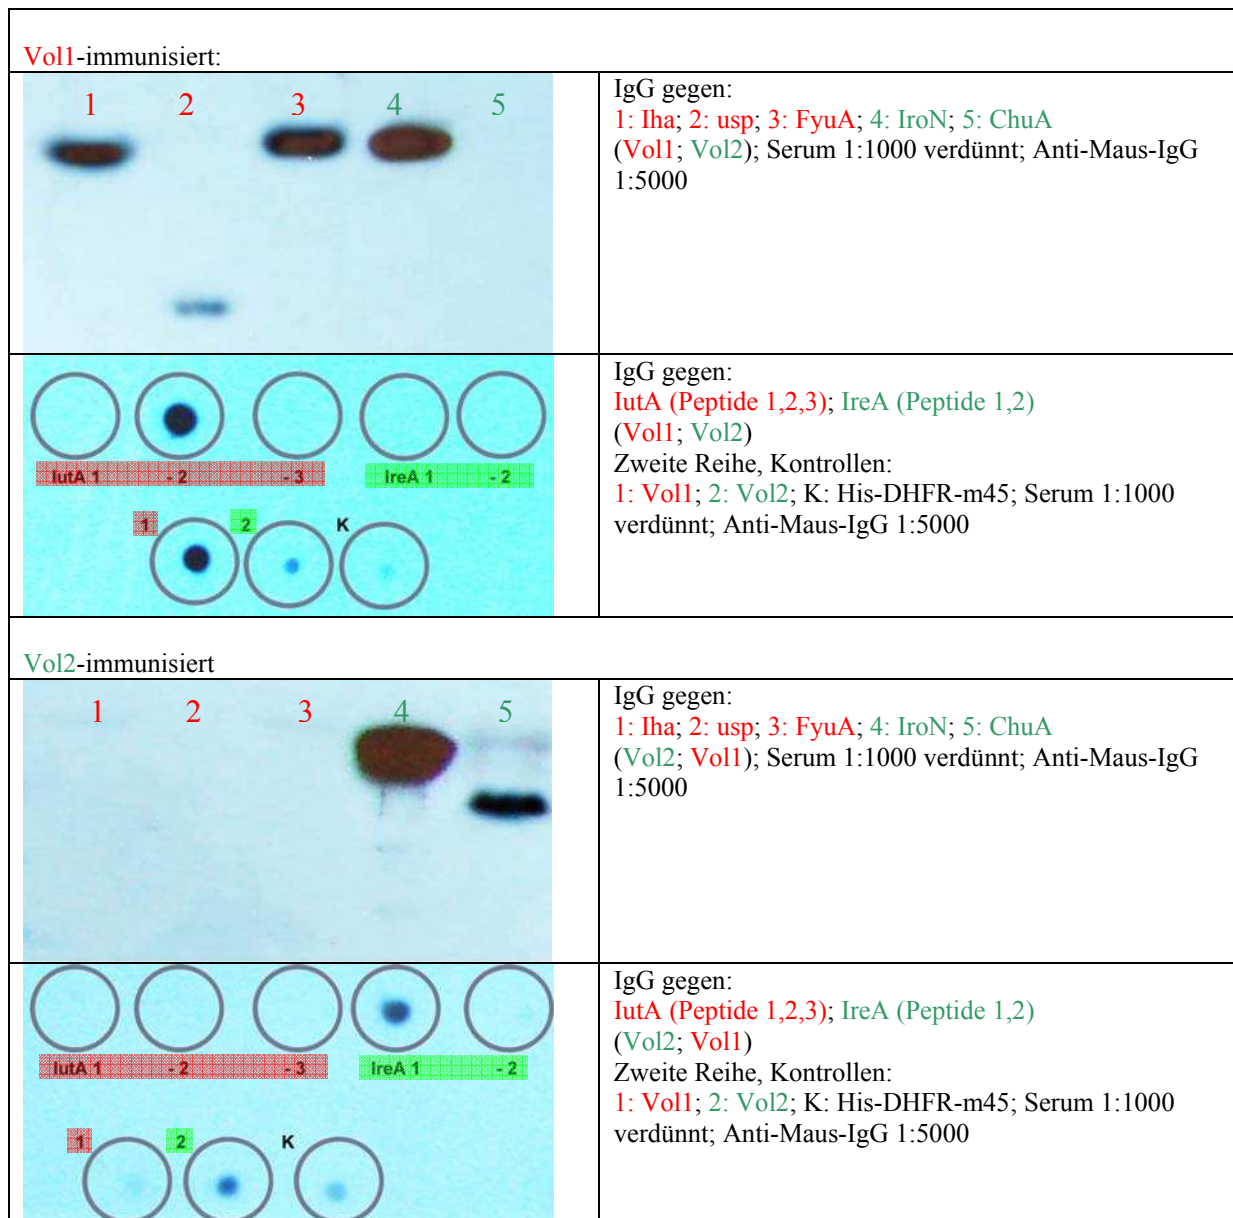 Vol1-immunisiert:
1 2 3 4 5
IgG gegen:
1: Iha; 2: usp; 3: FyuA; 4: IroN; 5: ChuA
(Vol1; Vol2); Serum 1:1000 verdünnt; Anti-Maus-IgG
1:5000
IutA 1 - 2 - 3 IreA 1 - 2
1 2 K
IgG gegen:
IutA (Peptide 1,2,3); IreA (Peptide 1,2)
(Vol1; Vol2)
Zweite Reihe, Kontrollen:
1: Vol1; 2: Vol2; K: His-DHFR-m45; Serum 1:1000
verdünnt; Anti-Maus-IgG 1:5000
Vol2-immunisiert
1 2 3 4 5
IgG gegen:
1: Iha; 2: usp; 3: FyuA; 4: IroN; 5: ChuA
(Vol2; Vol1); Serum 1:1000 verdünnt; Anti-Maus-IgG
1:5000
IutA 1 - 2 - 3 IreA 1 - 2
1 2 K
IgG gegen:
IutA (Peptide 1,2,3); IreA (Peptide 1,2)
(Vol2; Vol1)
Zweite Reihe, Kontrollen:
1: Vol1; 2: Vol2; K: His-DHFR-m45; Serum 1:1000
verdünnt; Anti-Maus-IgG 1:5000